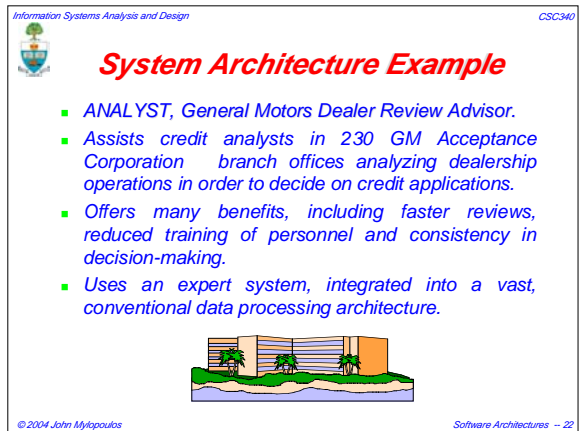 Information Systems Analysis and Design CSC340
System Architecture Example
ANALYST, General Motors Dealer Review Advisor.
Assists credit analysts in 230 GM Acceptance
Corporation branch offices analyzing dealership
operations in order to decide on credit applications.
Offers many benefits, including faster reviews,
reduced training of personnel and consistency in
decision-making.
Uses an expert system, integrated into a vast,
conventional data processing architecture.
© 2004 John Mylopoulos Software Architectures -- 22